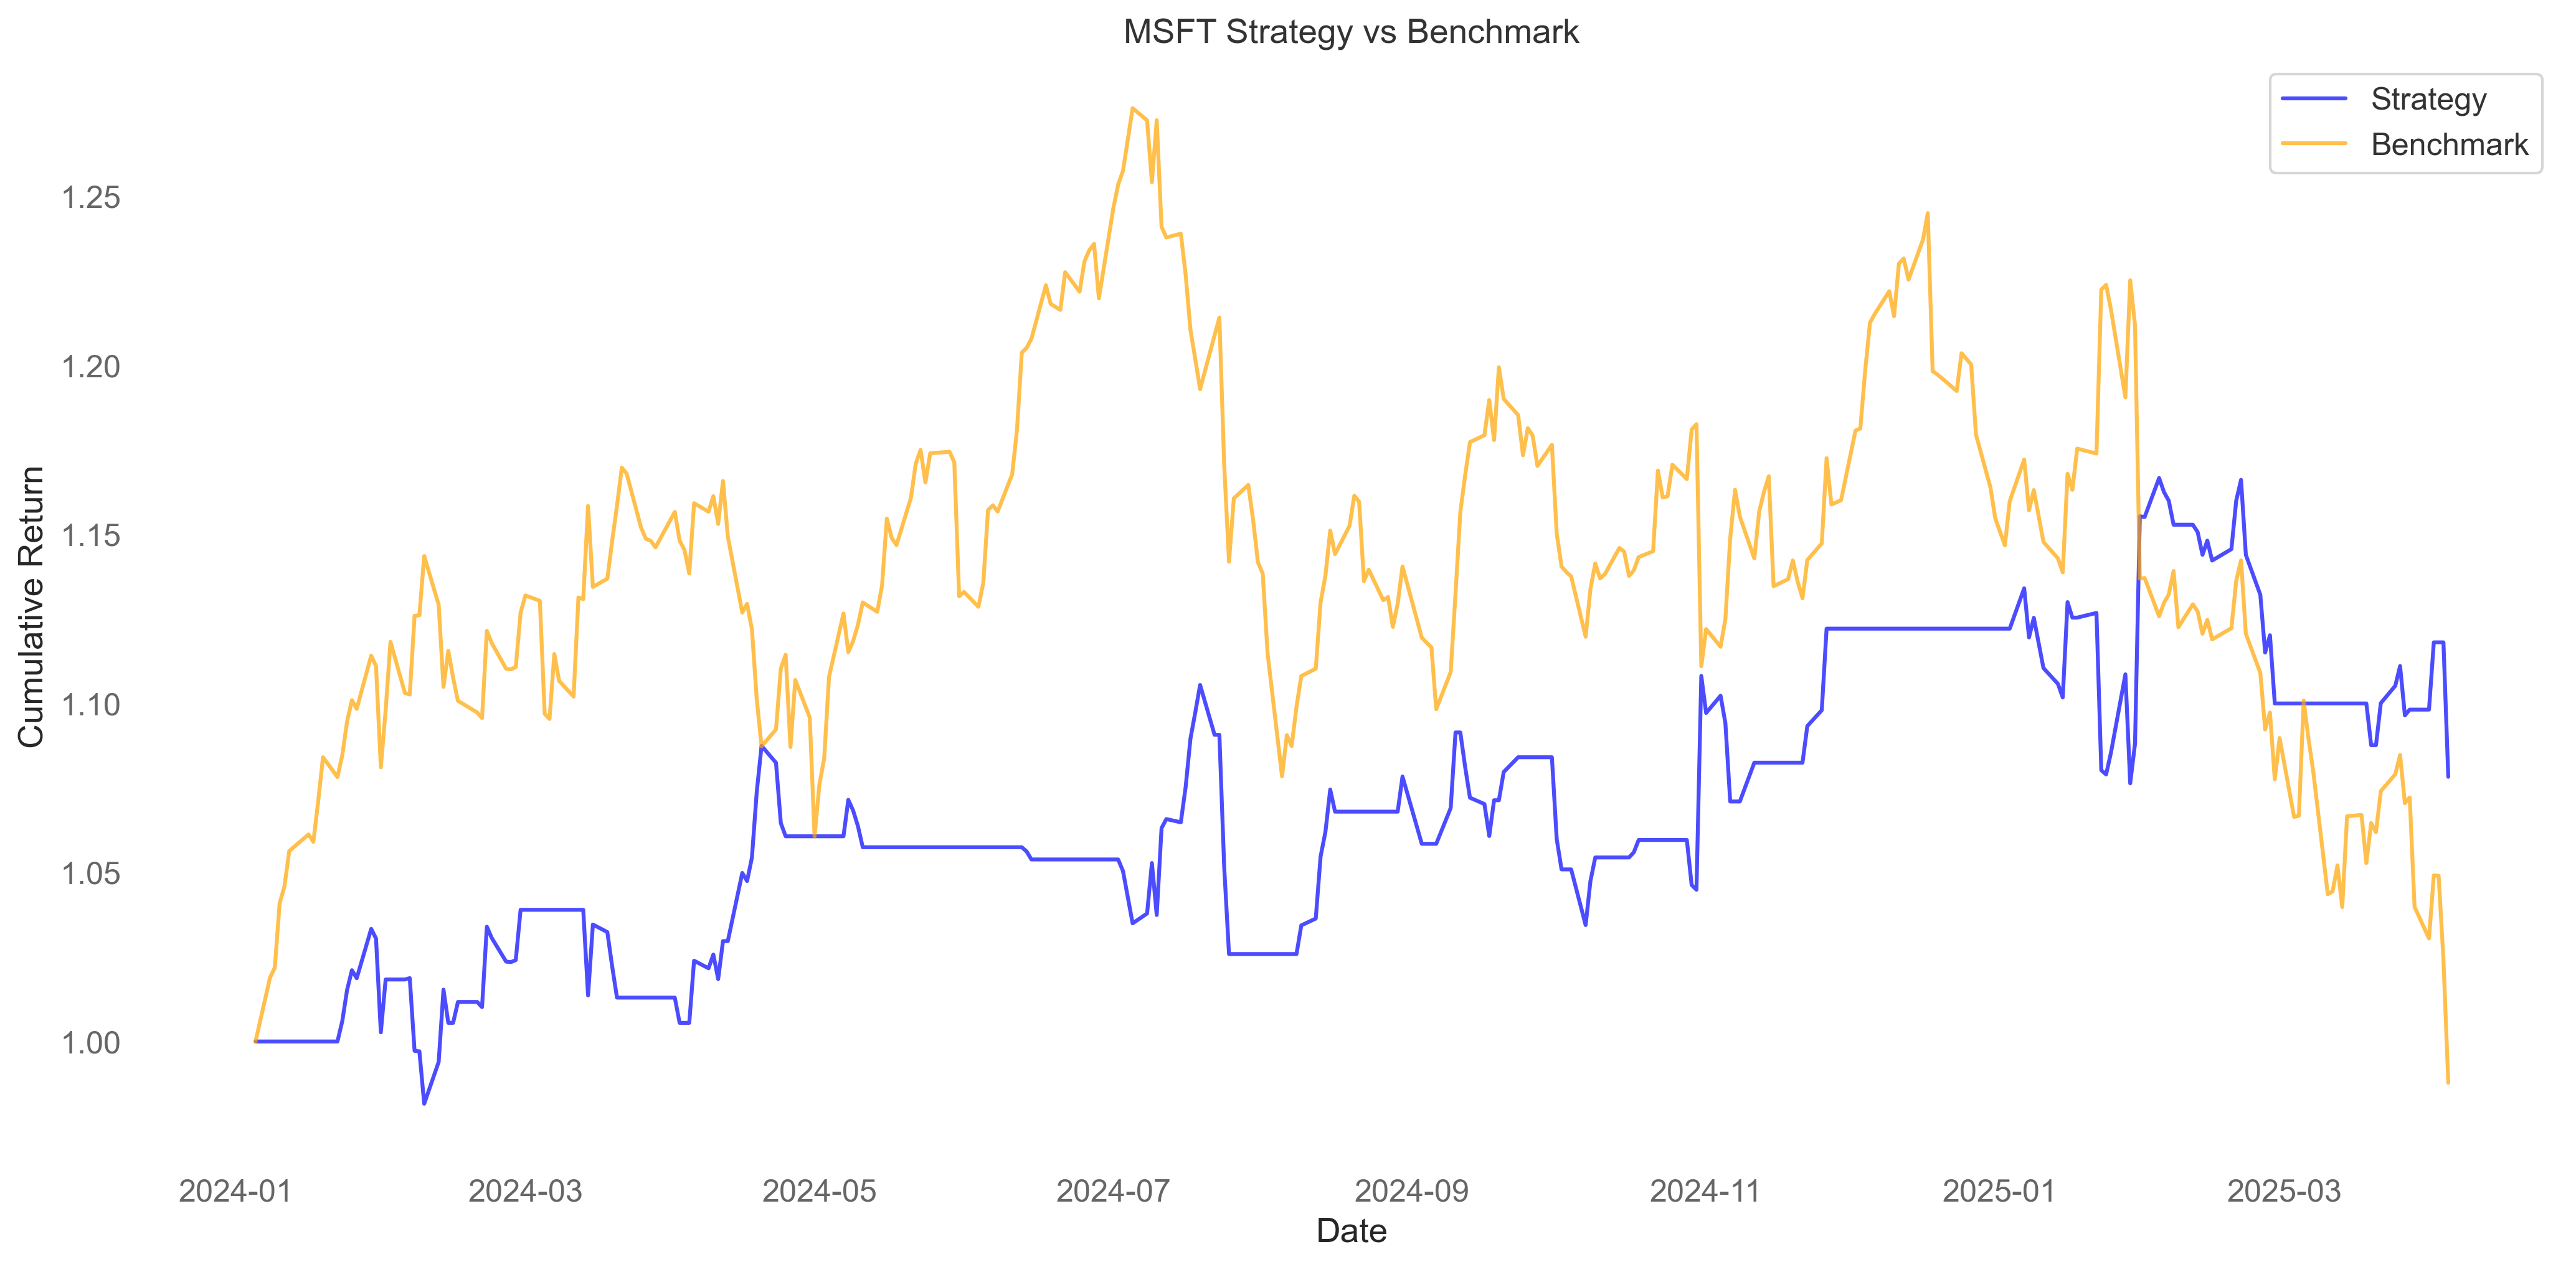 MSFT Strategy vs Benchmark
Strategy
Benchmark
Cumulative Return
1.25
1.20
1.15
1.10
1.05
1.00
2024-01
2024-03
2024-05
2024-07
2024-09
2024-11
2025-01
2025-03
Date